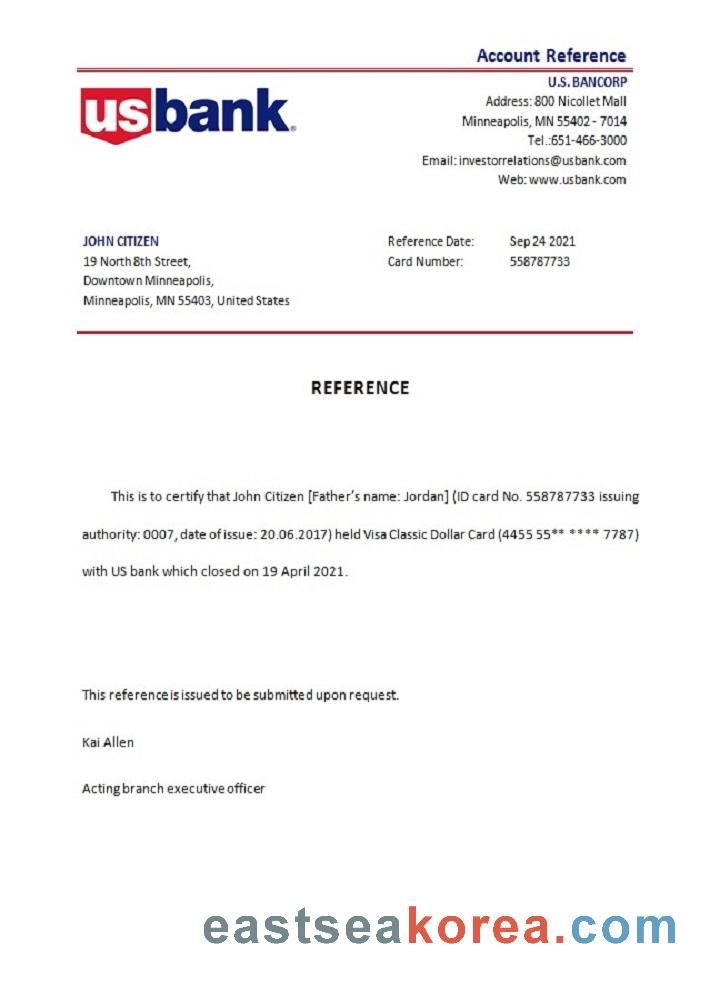 Account Reference
usbank.
U.S. BANCORP
Address: 800 Nicollet Mall
Minneapolis, MN 55402 - 7014
Tel.:651-466-3000
Email: investorrelations@usbank.com
Web: www.usbank.com
JOHN CITIZEN
19 North 8th Street,
Downtown Minneapolis,
Minneapolis, MN 55403, United States
Reference Date: Sep 24 2021
Card Number: 558787733
REFERENCE
This is to certify that John Citizen [Father's name: Jordan] (ID card No. 558787733 issuing
authority: 0007, date of issue: 20.06.2017) held Visa Classic Dollar Card (4455 55** **** 7787)
with US bank which closed on 19 April 2021.
This reference is issued to be submitted upon request.
Kai Allen
Acting branch executive officer
eastseakorea.com